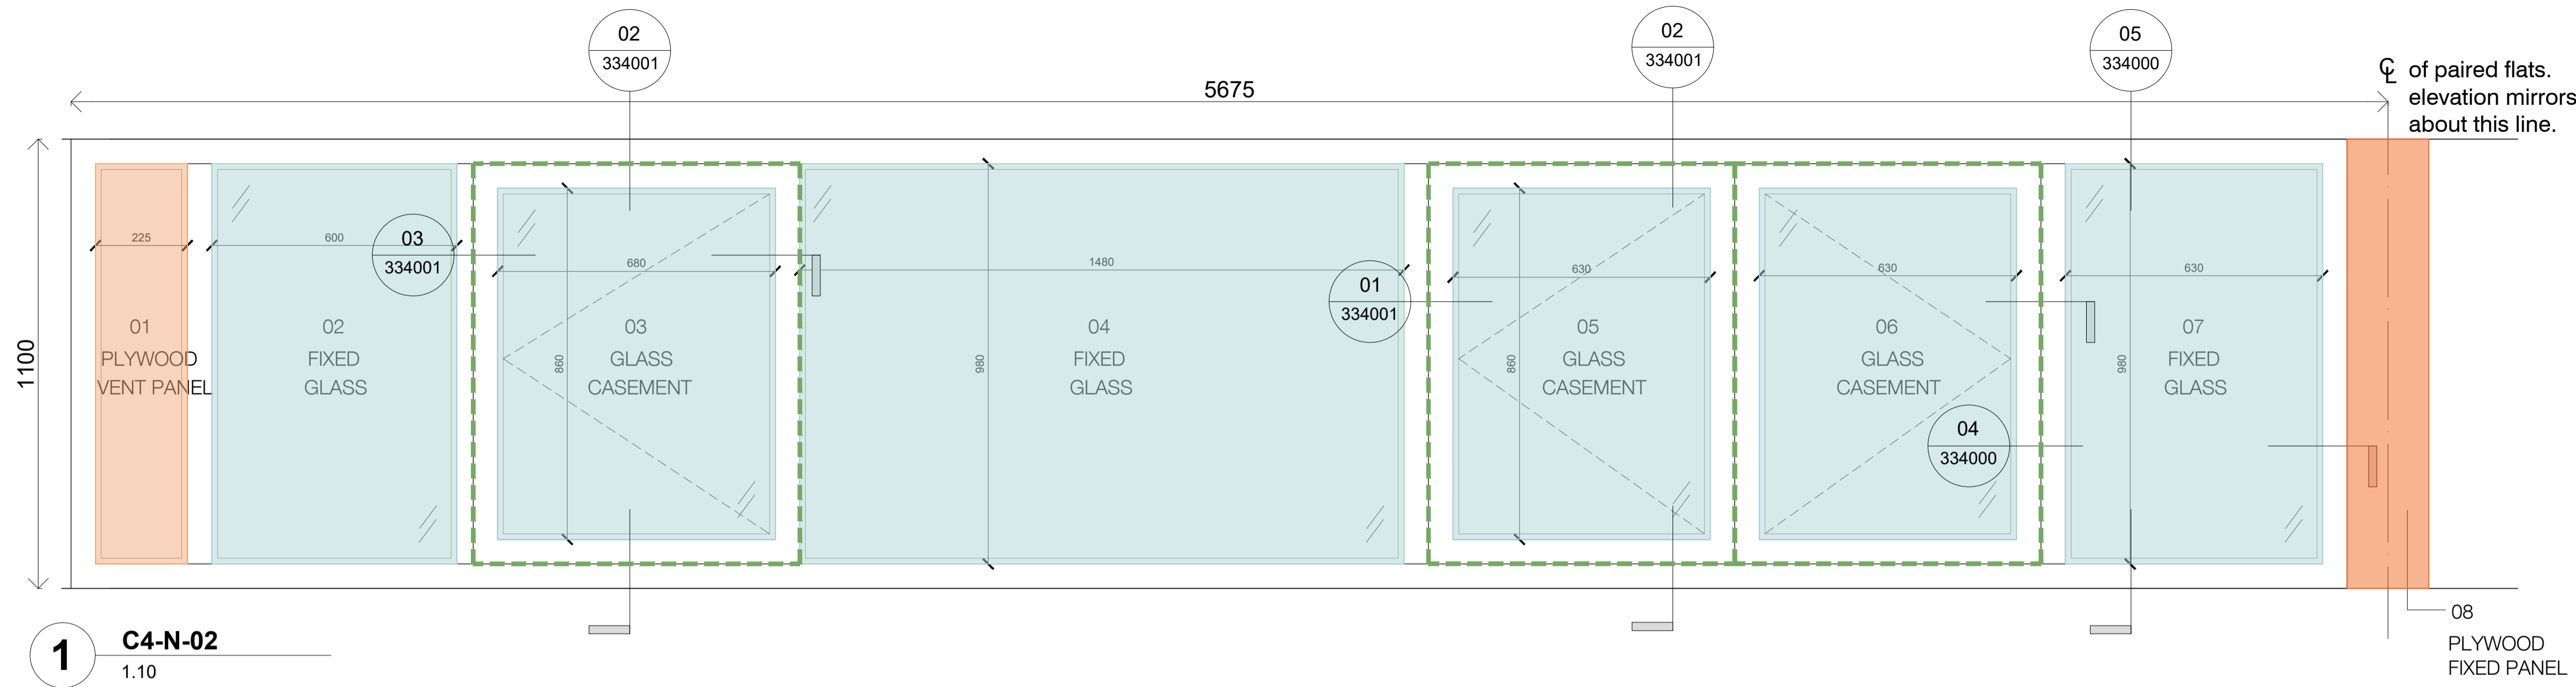 02
334001
02
334001
05
334000
℄ of paired flats.
elevation mirrors
about this line.
5675
1100
225
600
03
334001
680
1480
01
334001
630
630
630
860
980
860
980
01
PLYWOOD
VENT PANEL
02
FIXED
GLASS
03
GLASS
CASEMENT
04
FIXED
GLASS
05
GLASS
CASEMENT
06
GLASS
CASEMENT
07
FIXED
GLASS
04
334000
08
PLYWOOD
FIXED PANEL
1
C4-N-02
1.10